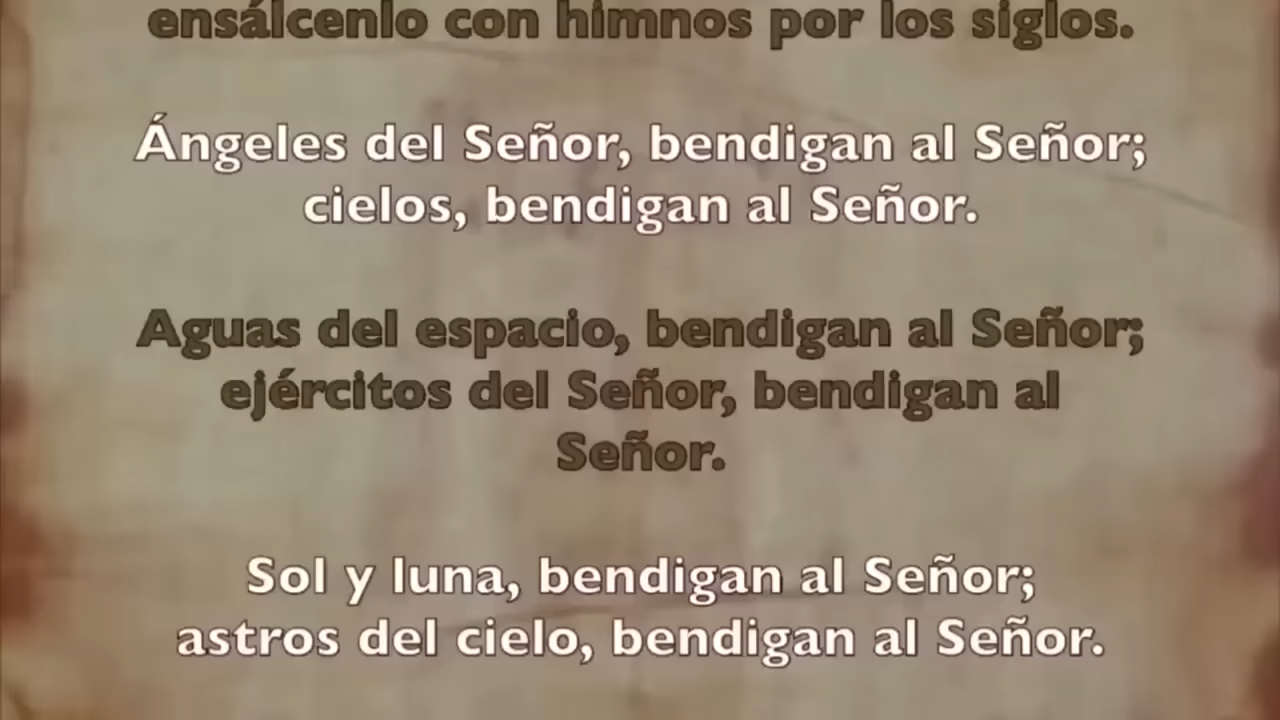 ensálcenlo con himnos por los siglos.
Ángeles del Señor, bendigan al Señor;
cielos, bendigan al Señor.
Aguas del espacio, bendigan al Señor;
ejércitos del Señor, bendigan al
Señor.
Sol y luna, bendigan al Señor;
astros del cielo, bendigan al Señor.